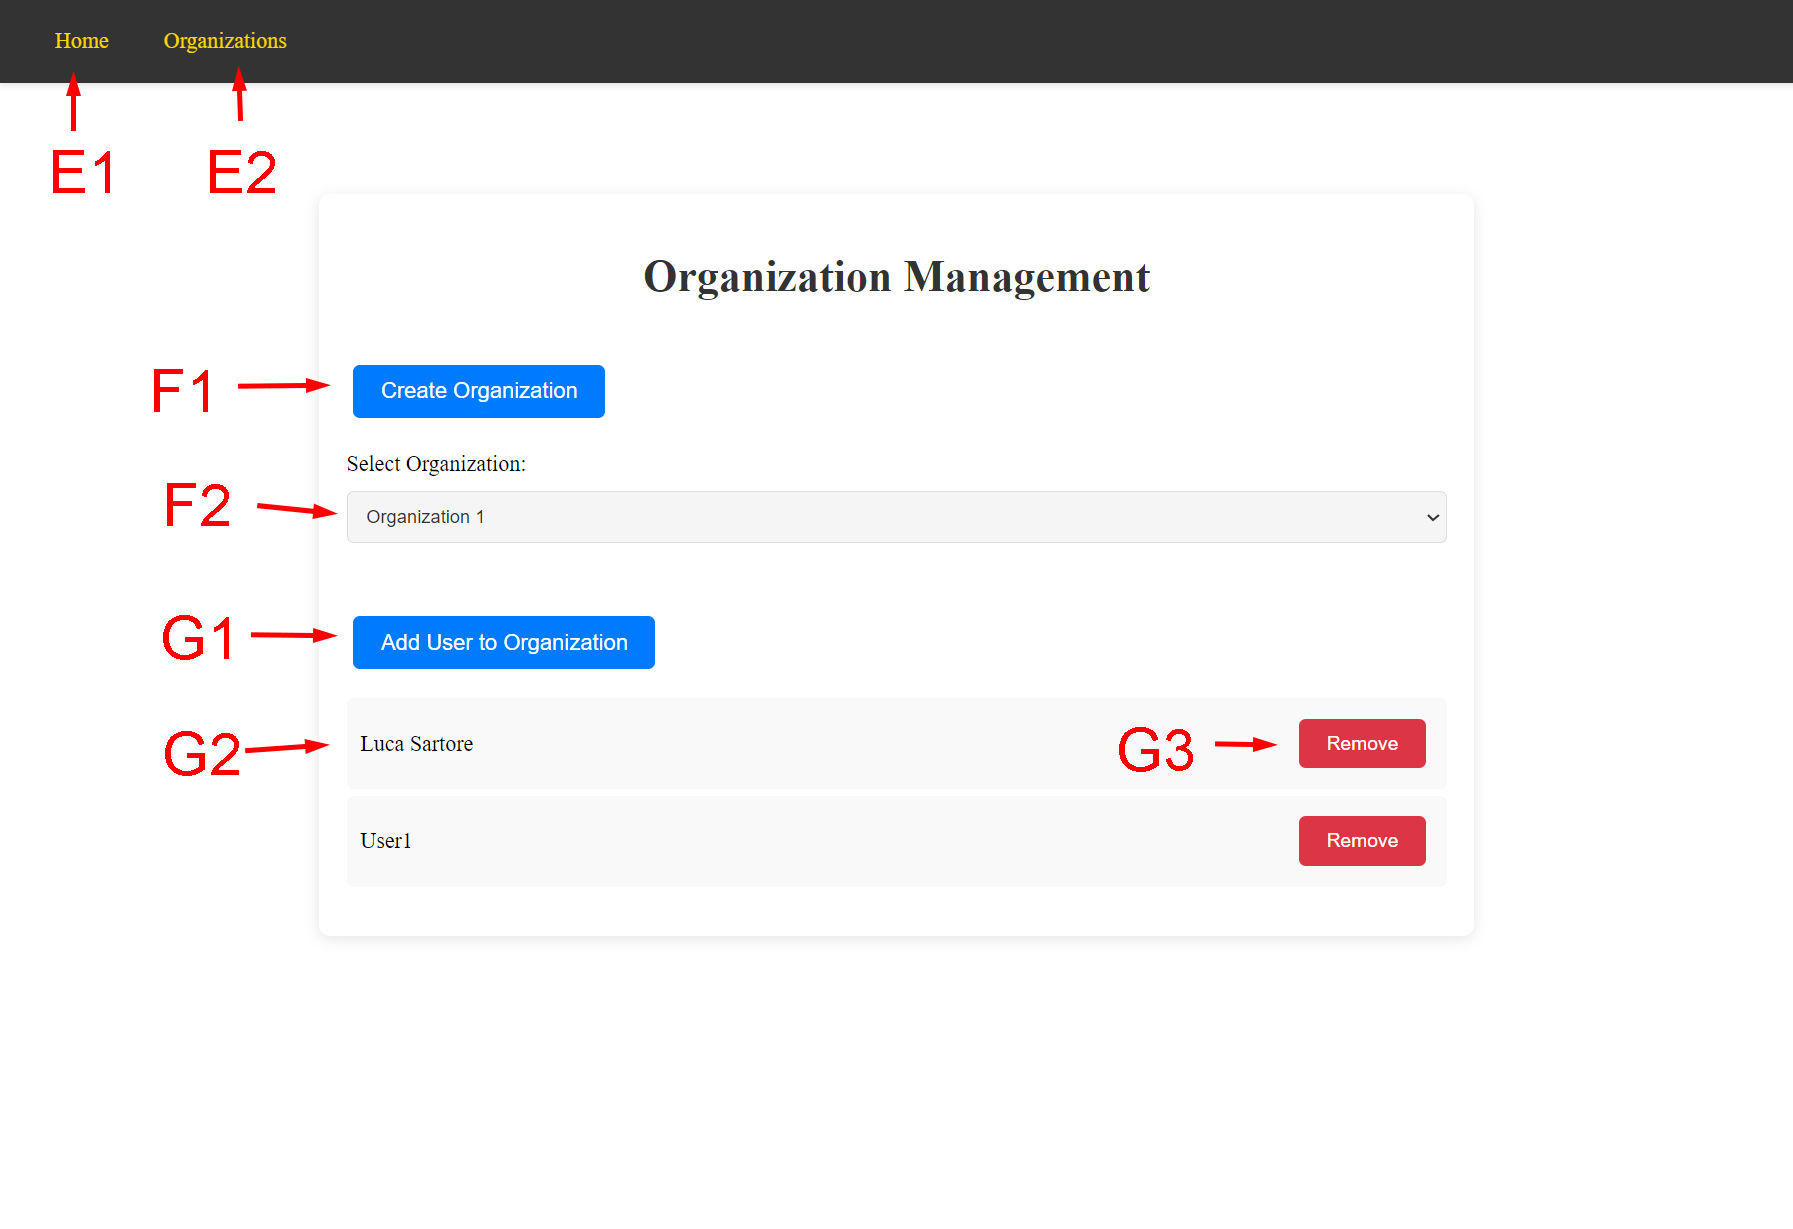 Home Organizations
E1 E2
Organization Management
F1 Create Organization
Select Organization:
F2 Organization 1
G1 Add User to Organization
G2 Luca Sartore G3 Remove
User1 Remove